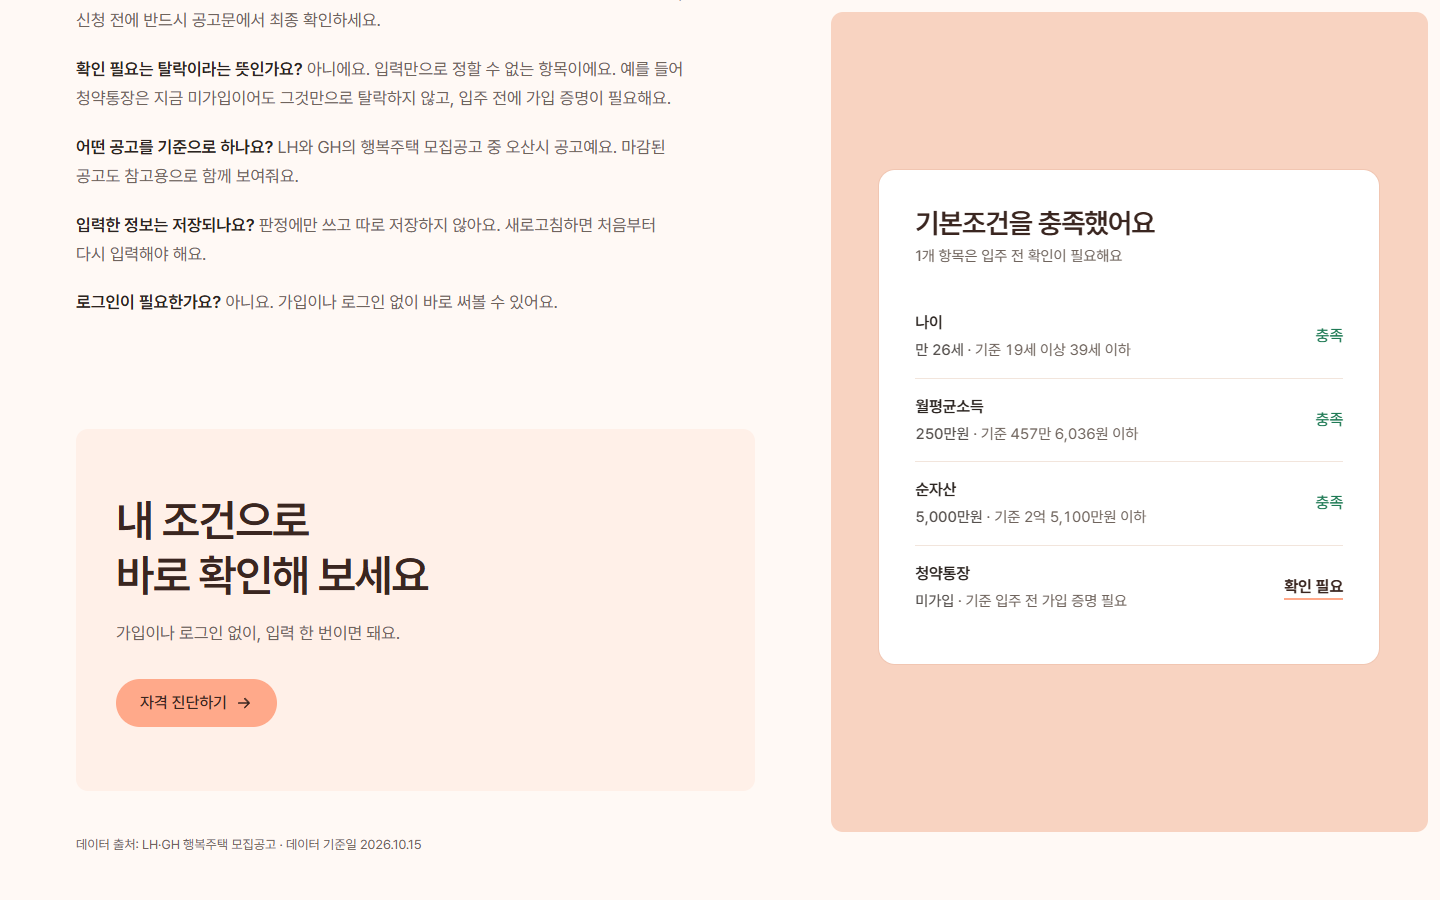 신청 전에 반드시 공고문에서 최종 확인하세요.
확인 필요는 탈락이라는 뜻인가요? 아니에요. 입력만으로 정할 수 없는 항목이에요. 예를 들어
청약통장은 지금 미가입이어도 그것만으로 탈락하지 않고, 입주 전에 가입 증명이 필요해요.
어떤 공고를 기준으로 하나요? LH와 GH의 행복주택 모집공고 중 오산시 공고예요. 마감된
공고도 참고용으로 함께 보여줘요.
입력한 정보는 저장되나요? 판정에만 쓰고 따로 저장하지 않아요. 새로고침하면 처음부터
다시 입력해야 해요.
로그인이 필요한가요? 아니요. 가입이나 로그인 없이 바로 써볼 수 있어요.
내 조건으로
바로 확인해 보세요
가입이나 로그인 없이, 입력 한 번이면 돼요.
자격 진단하기 →
데이터 출처: LH·GH 행복주택 모집공고 · 데이터 기준일 2026.10.15
기본조건을 충족했어요
1개 항목은 입주 전 확인이 필요해요
나이
만 26세 · 기준 19세 이상 39세 이하
충족
월평균소득
250만원 · 기준 457만 6,036원 이하
충족
순자산
5,000만원 · 기준 2억 5,100만원 이하
충족
청약통장
미가입 · 기준 입주 전 가입 증명 필요
확인 필요